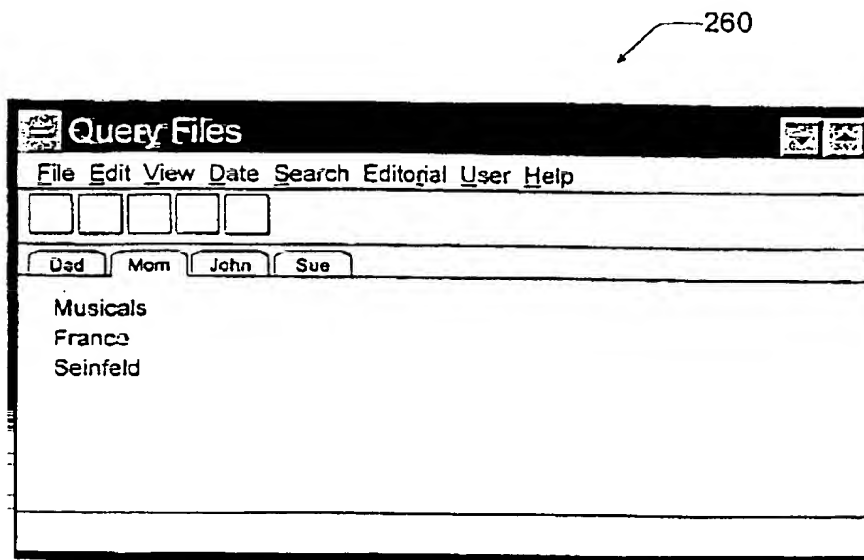 260
Query Files
File Edit View Date Search Editorial User Help
Dad Mom John Sue
Musicals
France
Seinfeld